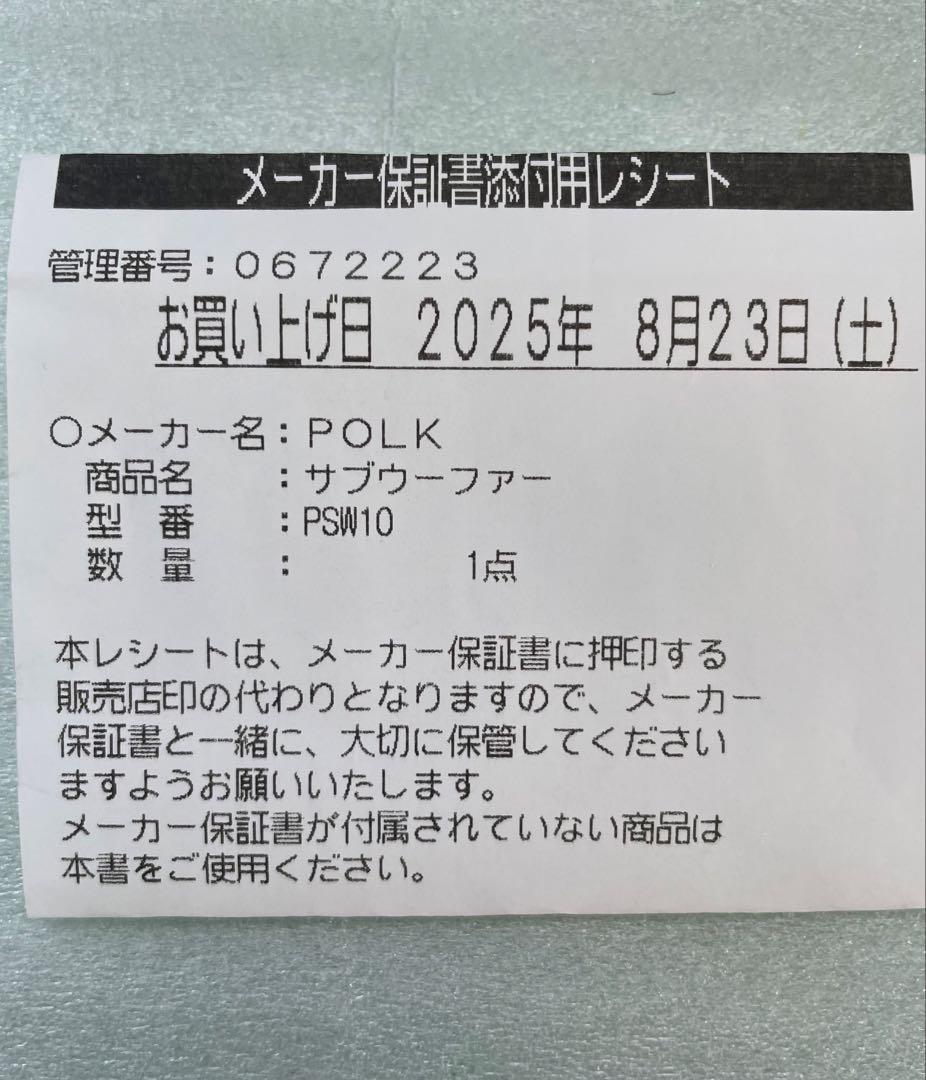 メーカー保証書添付用レシート
管理番号：０６７２２２３
お買い上げ日　２０２５年　８月２３日（土）
○メーカー名：ＰＯＬＫ
商品名　：サブウーファー
型　番　：PSW10
数　量　：　1点
本レシートは、メーカー保証書に押印する
販売店印の代わりとなりますので、メーカー
保証書と一緒に、大切に保管してください
ますようお願いいたします。
メーカー保証書が付属されていない商品は
本書をご使用ください。